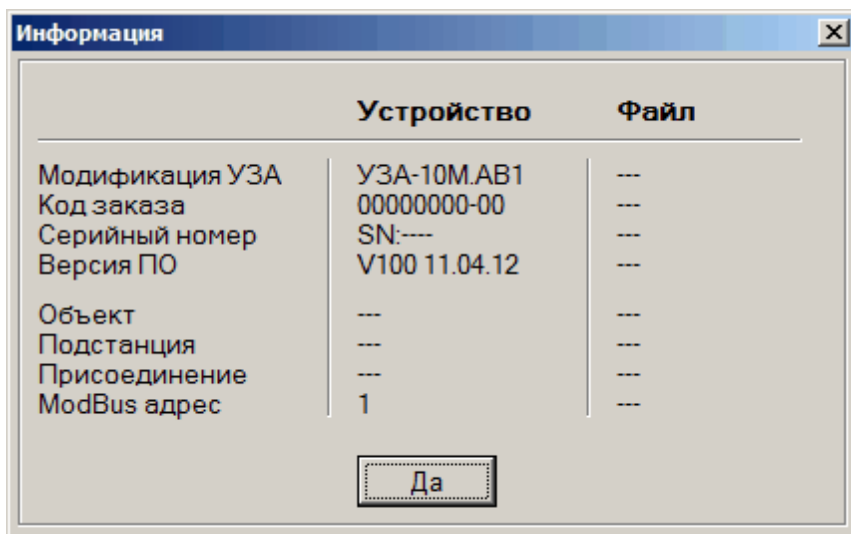 Информация
Устройство Файл
Модификация УЗА УЗА-10М.АВ1 ---
Код заказа 00000000-00 ---
Серийный номер SN:---- ---
Версия ПО V100 11.04.12 ---
Объект --- ---
Подстанция --- ---
Присоединение --- ---
ModBus адрес 1 ---
Да